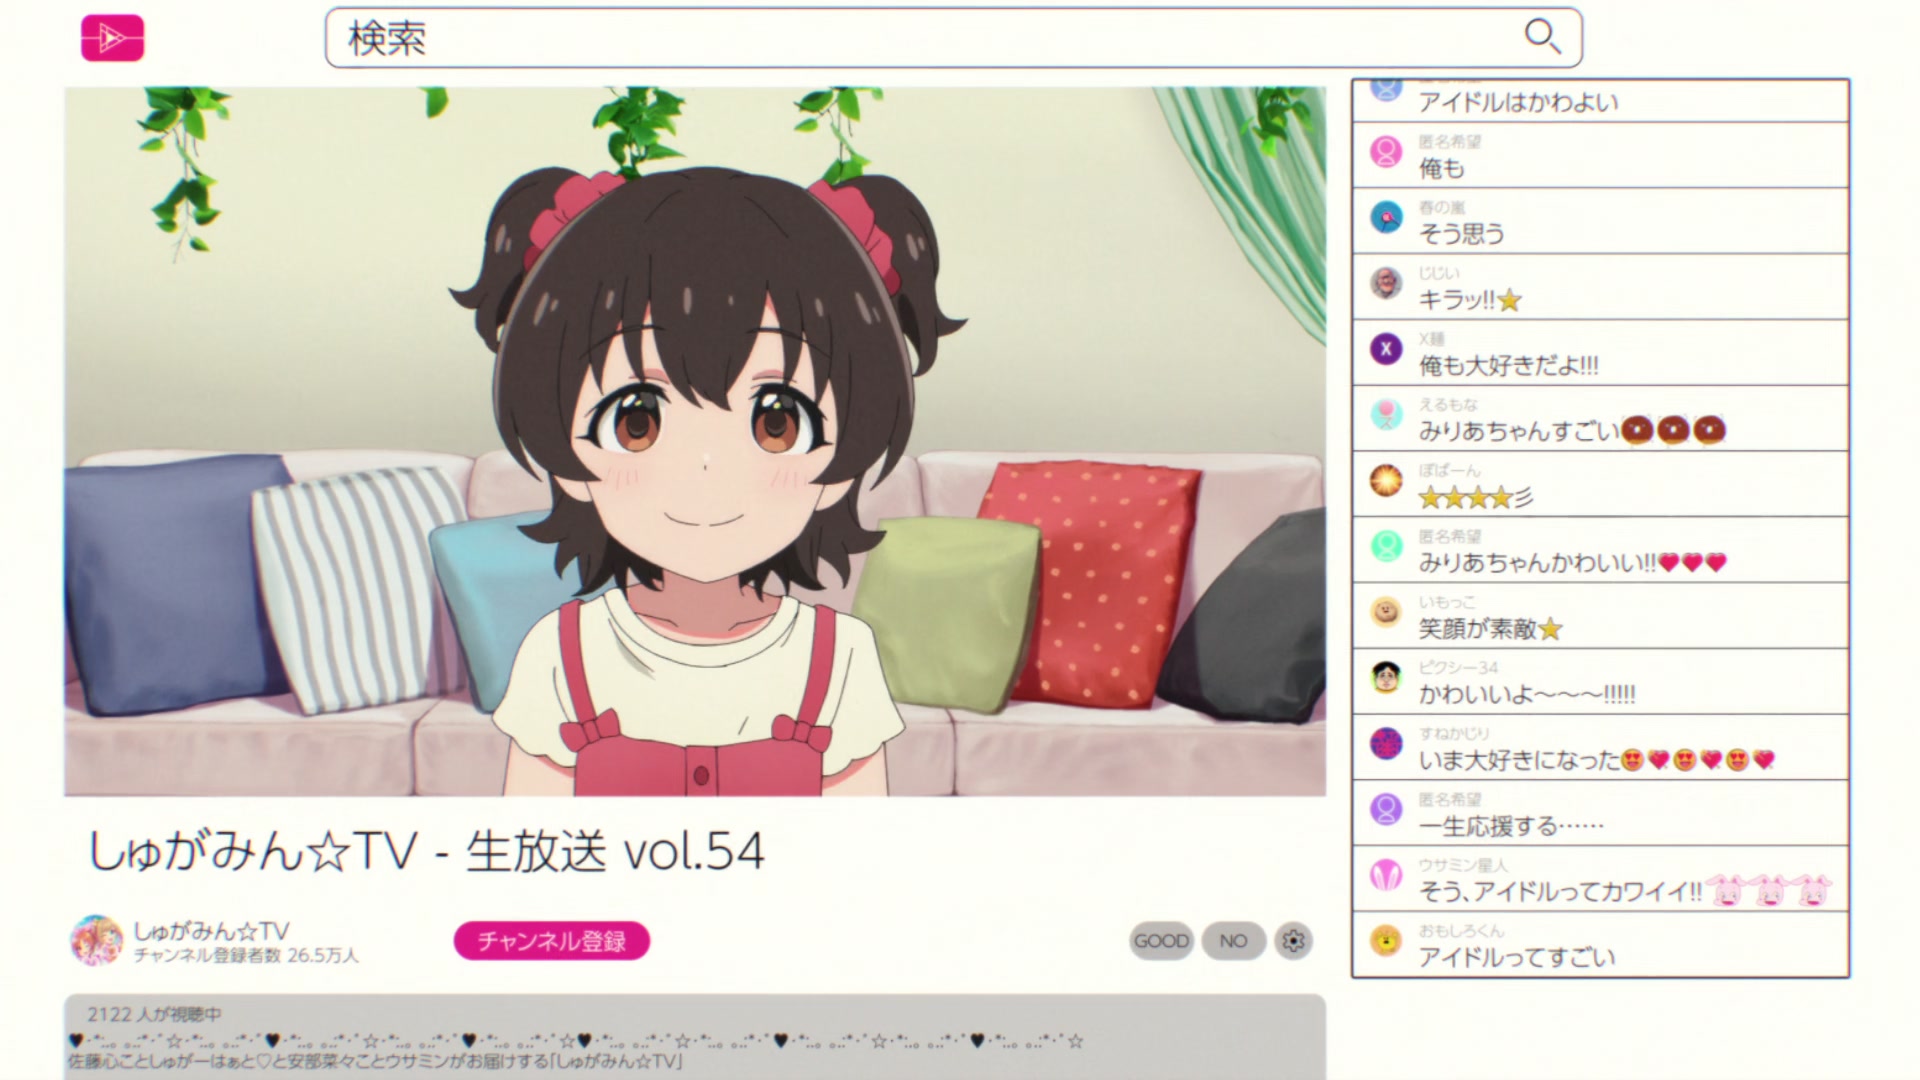 検索
しゅがみん☆TV - 生放送 vol.54
しゅがみん☆TV
チャンネル登録者数 26.5万人
チャンネル登録
GOOD
NO
2122 人が視聴中
佐藤心ことしゅがーはぁと♡と安部菜々ことウサミンがお届けする「しゅがみん☆TV」
アイドルはかわよい
匿名希望
俺も
春の嵐
そう思う
じじい
キラッ!!⭐
X
X麺
俺も大好きだよ!!!
えるもな
みりあちゃんすごい
ぽぱーん
⭐⭐⭐⭐彡
匿名希望
みりあちゃんかわいい!!❤❤❤
いもっこ
笑顔が素敵⭐
ピクシー34
かわいいよ〜〜〜!!!!!
すねかじり
いま大好きになった😍💘😍💘😍💘
匿名希望
一生応援する……
ウサミン星人
そう、アイドルってカワイイ!!
おもしろくん
アイドルってすごい